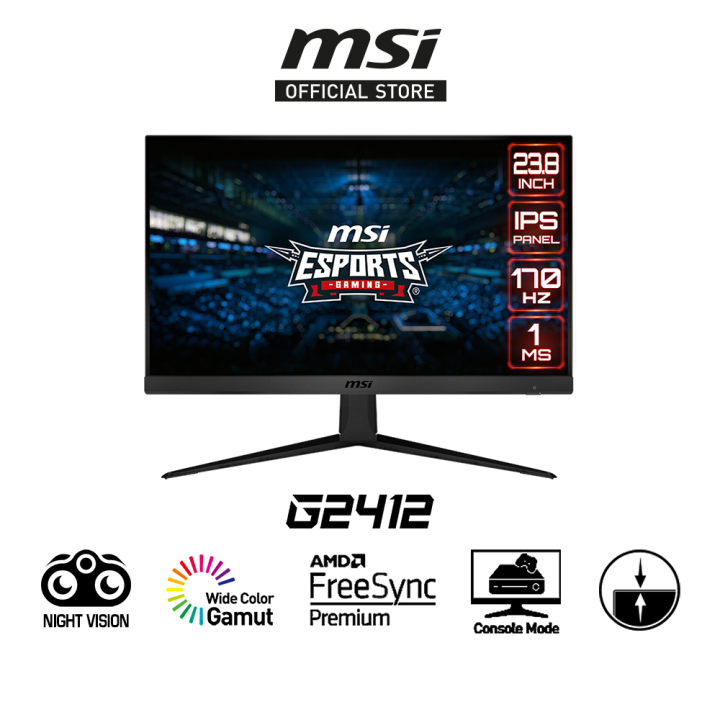 msi
OFFICIAL STORE
23.8
INCH
IPS
PANEL
170
HZ
1
MS
msi
ESPORTS
GAMING
®
msi
G2412
NIGHT VISION
Wide Color
Gamut
AMD
FreeSync
Premium
Console Mode